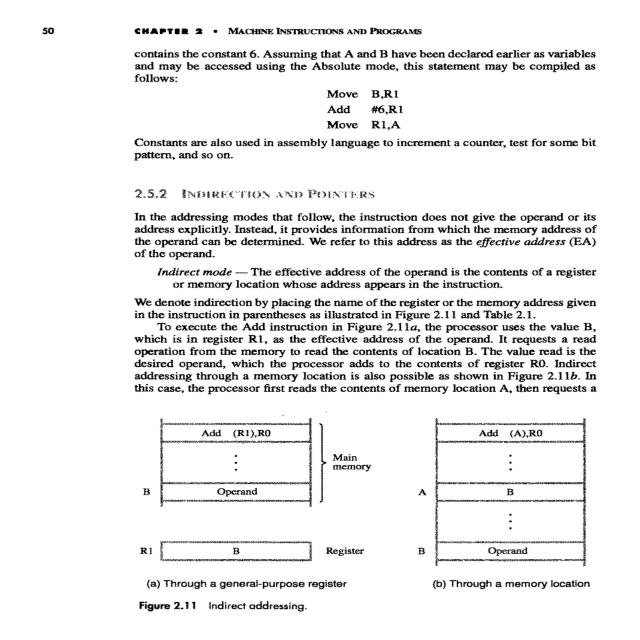 50 CHAPTER 2 • MACHINE INSTRUCTIONS AND PROGRAMS
contains the constant 6. Assuming that A and B have been declared earlier as variables
and may be accessed using the Absolute mode, this statement may be compiled as
follows:
Move B,R1
Add #6,R1
Move R1,A
Constants are also used in assembly language to increment a counter, test for some bit
pattern, and so on.
2.5.2 INDIRECTION AND POINTERS
In the addressing modes that follow, the instruction does not give the operand or its
address explicitly. Instead, it provides information from which the memory address of
the operand can be determined. We refer to this address as the effective address (EA)
of the operand.
Indirect mode — The effective address of the operand is the contents of a register
or memory location whose address appears in the instruction.
We denote indirection by placing the name of the register or the memory address given
in the instruction in parentheses as illustrated in Figure 2.11 and Table 2.1.
To execute the Add instruction in Figure 2.11a, the processor uses the value B,
which is in register R1, as the effective address of the operand. It requests a read
operation from the memory to read the contents of location B. The value read is the
desired operand, which the processor adds to the contents of register R0. Indirect
addressing through a memory location is also possible as shown in Figure 2.11b. In
this case, the processor first reads the contents of memory location A, then requests a
Add (R1),R0
Main
memory
B Operand
R1 B Register
(a) Through a general-purpose register
Add (A),R0
A B
B Operand
(b) Through a memory location
Figure 2.11 Indirect addressing.